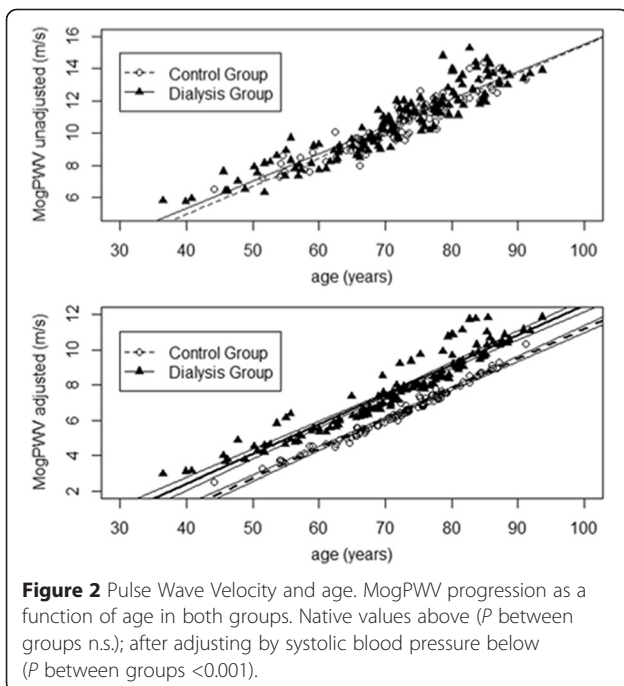 MogPWV unadjusted (m/s)
16
14
12
10
8
6
Control Group
Dialysis Group
30 40 50 60 70 80 90 100
age (years)
MogPWV adjusted (m/s)
12
10
8
6
4
2
Control Group
Dialysis Group
30 40 50 60 70 80 90 100
age (years)
Figure 2 Pulse Wave Velocity and age. MogPWV progression as a
function of age in both groups. Native values above (P between
groups n.s.); after adjusting by systolic blood pressure below
(P between groups <0.001).